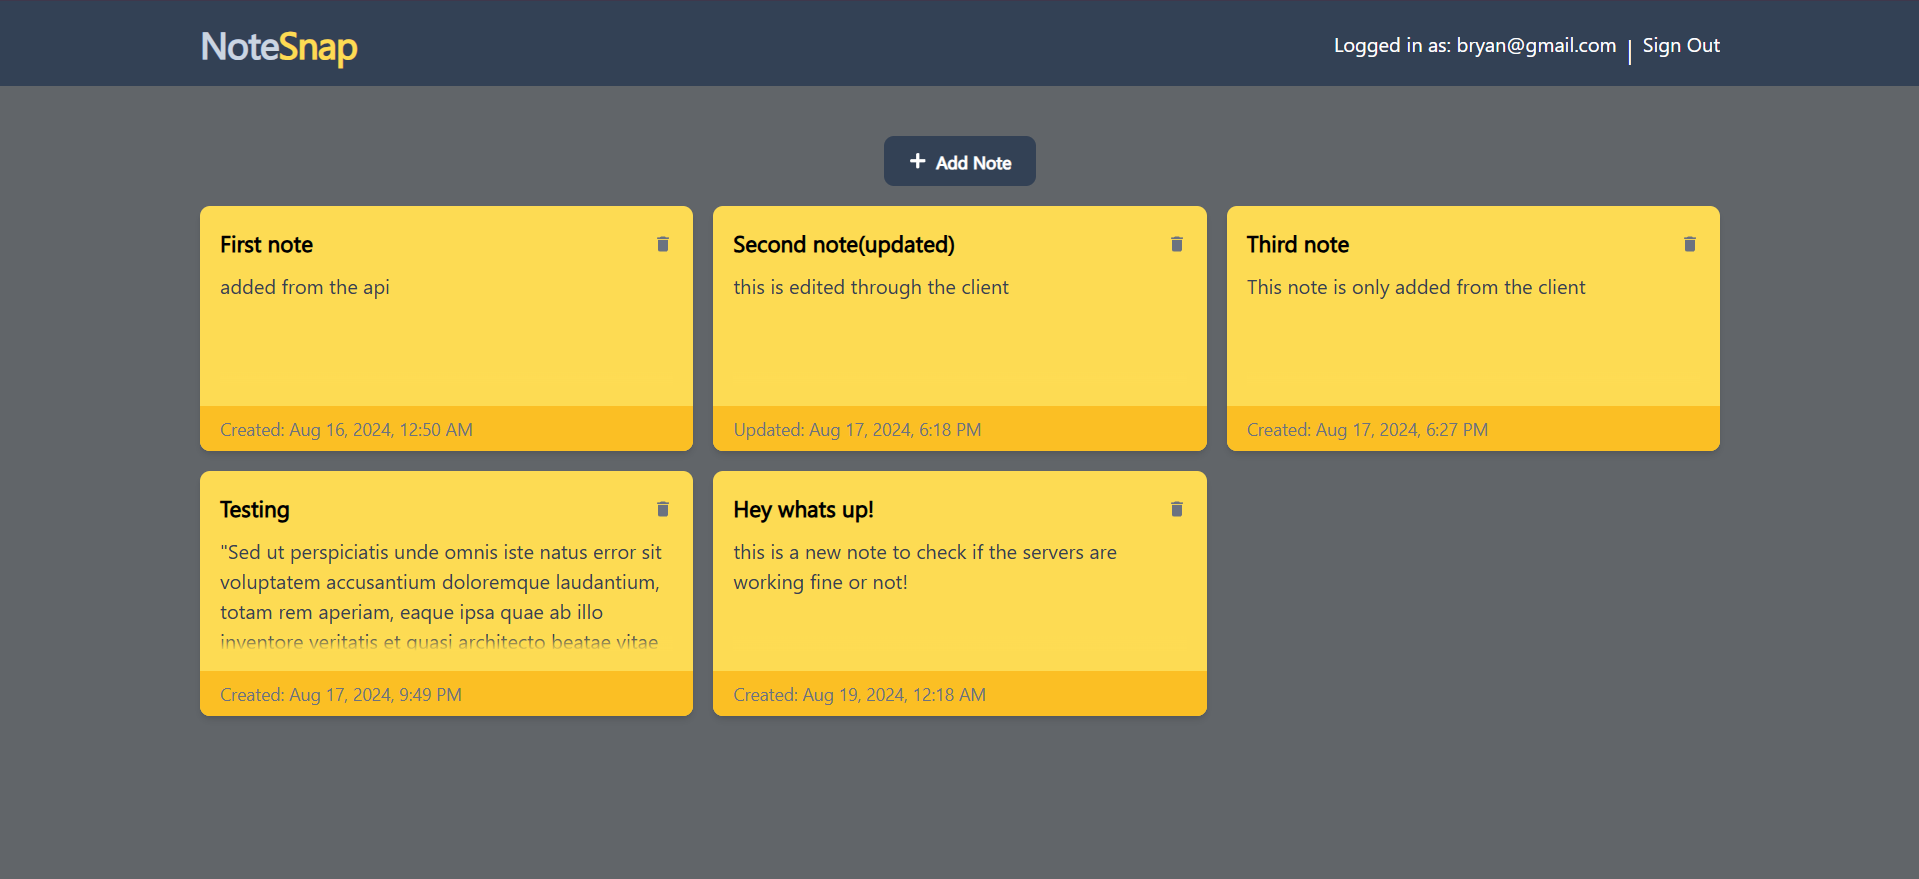 NoteSnap
Logged in as: bryan@gmail.com | Sign Out
Add Note
First note
added from the api
Created: Aug 16, 2024, 12:50 AM
Second note(updated)
this is edited through the client
Updated: Aug 17, 2024, 6:18 PM
Third note
This note is only added from the client
Created: Aug 17, 2024, 6:27 PM
Testing
"Sed ut perspiciatis unde omnis iste natus error sit
voluptatem accusantium doloremque laudantium,
totam rem aperiam, eaque ipsa quae ab illo
inventore veritatis et quasi architecto beatae vitae
Created: Aug 17, 2024, 9:49 PM
Hey whats up!
this is a new note to check if the servers are
working fine or not!
Created: Aug 19, 2024, 12:18 AM